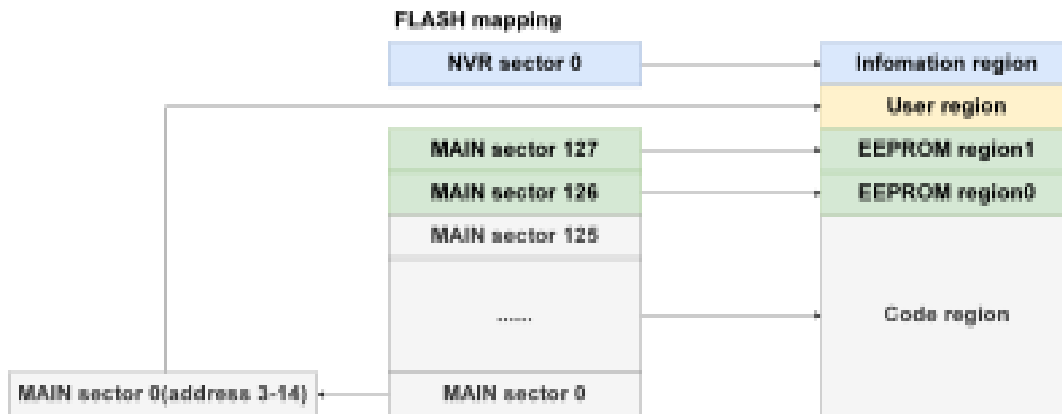 FLASH mapping
NVR sector 0
Infomation region
User region
MAIN sector 127
EEPROM region1
MAIN sector 126
EEPROM region0
MAIN sector 125
......
Code region
MAIN sector 0(address 3-14)
MAIN sector 0